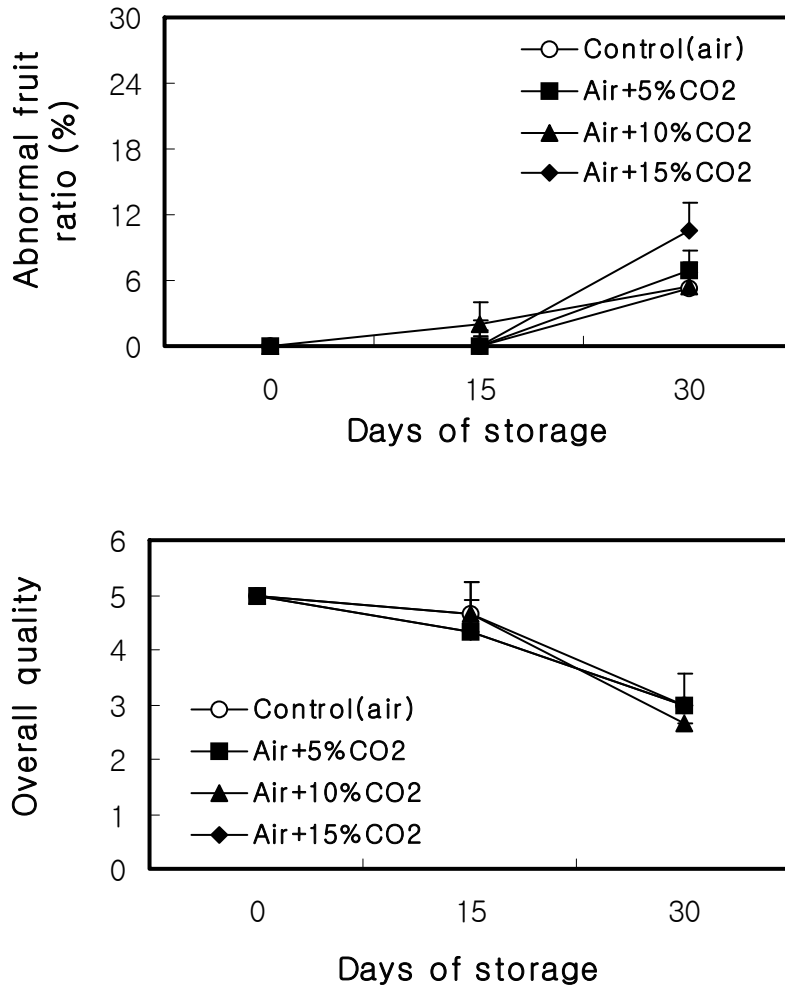 30
24
18
12
6
0
Abnormal fruit
ratio (%)
Control(air)
Air+5%CO2
Air+10%CO2
Air+15%CO2
0 15 30
Days of storage
6
5
4
3
2
1
0
Overall quality
Control(air)
Air+5%CO2
Air+10%CO2
Air+15%CO2
0 15 30
Days of storage